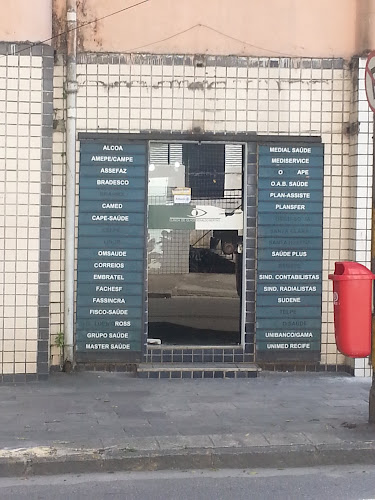 ALCOA
AMEPE/CAMPE
ASSEFAZ
BRADESCO
CAMED
CAPE-SAÚDE
OMSAUDE
CORREIOS
EMBRATEL
FACHESF
FASSINCRA
FISCO-SAÚDE
ROSS
GRUPO SAÚDE
MASTER SAÚDE
MEDIAL SAÚDE
MEDISERVICE
O APE
O.A.B. SAÚDE
PLAN-ASSISTE
PLANSFER
SAÚDE PLUS
SIND. CONTABILISTAS
SIND. RADIALISTAS
SUDENE
TELPE
UNIBANCO/GAMA
UNIMED RECIFE